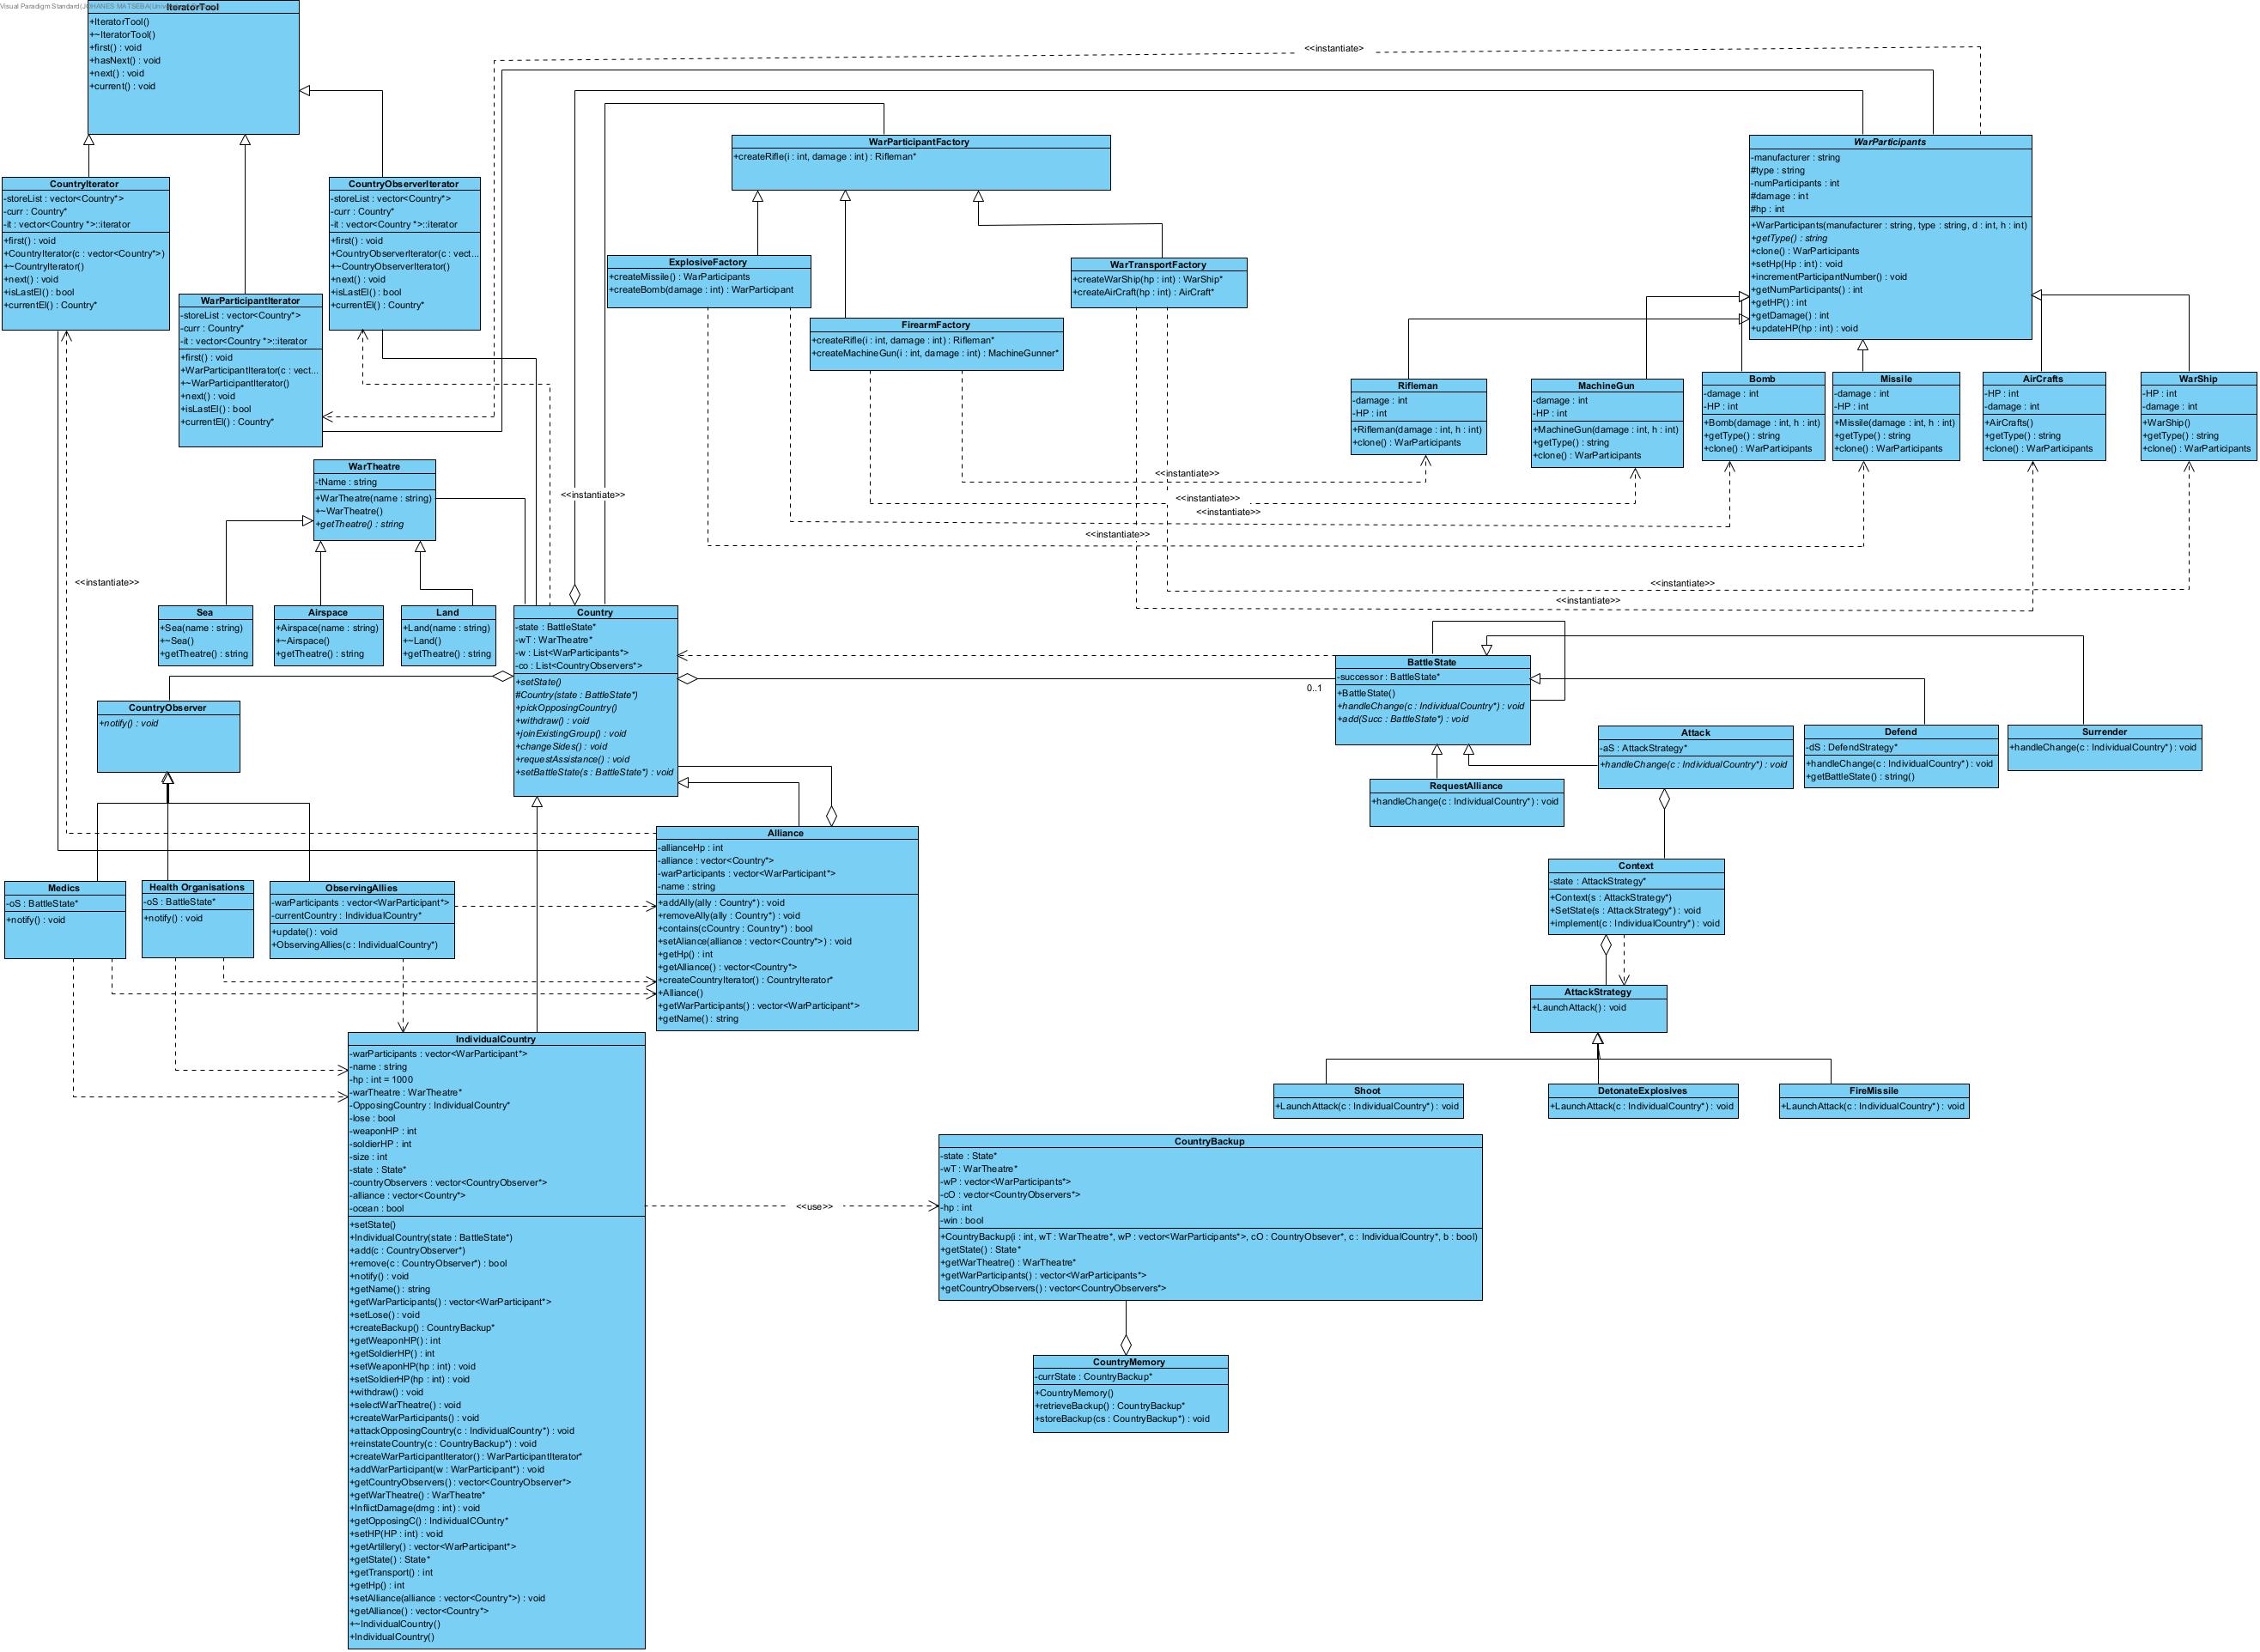 Visual Paradigm Standard(JOHANES MATSEBA(Univ
IteratorTool
+IteratorTool()
+~IteratorTool()
+first() : void
+hasNext() : void
+next() : void
+current() : void
<<instantiate>
CountryIterator
-storeList : vector<Country*>
-curr : Country*
-it : vector<Country *>::iterator
+first() : void
+CountryIterator(c : vector<Country*>)
+~CountryIterator()
+next() : void
+isLastEl() : bool
+currentEl() : Country*
WarParticipantIterator
-storeList : vector<Country*>
-curr : Country*
-it : vector<Country *>::iterator
+first() : void
+WarParticipantIterator(c : vect...
+~WarParticipantIterator()
+next() : void
+isLastEl() : bool
+currentEl() : Country*
CountryObserverIterator
-storeList : vector<Country*>
-curr : Country*
-it : vector<Country *>::iterator
+first() : void
+CountryObserverIterator(c : vect...
+~CountryObserverIterator()
+next() : void
+isLastEl() : bool
+currentEl() : Country*
WarParticipantFactory
+createRifle(i : int, damage : int) : Rifleman*
ExplosiveFactory
+createMissile() : WarParticipants
+createBomb(damage : int) : WarParticipant
FirearmFactory
+createRifle(i : int, damage : int) : Rifleman*
+createMachineGun(i : int, damage : int) : MachineGunner*
WarTransportFactory
+createWarShip(hp : int) : WarShip*
+createAirCraft(hp : int) : AirCraft*
WarParticipants
-manufacturer : string
#type : string
-numParticipants : int
#damage : int
#hp : int
+WarParticipants(manufacturer : string, type : string, d : int, h : int)
+getType() : string
+clone() : WarParticipants
+setHp(Hp : int) : void
+incrementParticipantNumber() : void
+getNumParticipants() : int
+getHP() : int
+getDamage() : int
+updateHP(hp : int) : void
Rifleman
-damage : int
-HP : int
+Rifleman(damage : int, h : int)
+clone() : WarParticipants
MachineGun
-damage : int
-HP : int
+MachineGun(damage : int, h : int)
+getType() : string
+clone() : WarParticipants
Bomb
-damage : int
-HP : int
+Bomb(damage : int, h : int)
+getType() : string
+clone() : WarParticipants
Missile
-damage : int
-HP : int
+Missile(damage : int, h : int)
+getType() : string
+clone() : WarParticipants
AirCrafts
-HP : int
-damage : int
+AirCrafts()
+getType() : string
+clone() : WarParticipants
WarShip
-HP : int
-damage : int
+WarShip()
+getType() : string
+clone() : WarParticipants
<<instantiate>>
<<instantiate>>
<<instantiate>>
<<instantiate>>
<<instantiate>>
<<instantiate>>
<<instantiate>>
<<instantiate>>
WarTheatre
-tName : string
+WarTheatre(name : string)
+~WarTheatre()
+getTheatre() : string
Sea
+Sea(name : string)
+~Sea()
+getTheatre() : string
Airspace
+Airspace(name : string)
+~Airspace()
+getTheatre() : string
Land
+Land(name : string)
+~Land()
+getTheatre() : string
Country
-state : BattleState*
-wT : WarTheatre*
-w : List<WarParticipants*>
-co : List<CountryObservers*>
+setState()
#Country(state : BattleState*)
+pickOpposingCountry()
+withdraw() : void
+joinExistingGroup() : void
+changeSides() : void
+requestAssistance() : void
+setBattleState(s : BattleState*) : void
CountryObserver
+notify() : void
0..1
BattleState
-successor : BattleState*
+BattleState()
+handleChange(c : IndividualCountry*) : void
+add(Succ : BattleState*) : void
RequestAlliance
+handleChange(c : IndividualCountry*) : void
Attack
-aS : AttackStrategy*
+handleChange(c : IndividualCountry*) : void
Defend
-dS : DefendStrategy*
+handleChange(c : IndividualCountry*) : void
+getBattleState() : string()
Surrender
+handleChange(c : IndividualCountry*) : void
Medics
-oS : BattleState*
+notify() : void
Health Organisations
-oS : BattleState*
+notify() : void
ObservingAllies
-warParticipants : vector<WarParticipant*>
-currentCountry : IndividualCountry*
+update() : void
+ObservingAllies(c : IndividualCountry*)
Alliance
-allianceHp : int
-alliance : vector<Country*>
-warParticipants : vector<WarParticipant*>
-name : string
+addAlly(ally : Country*) : void
+removeAlly(ally : Country*) : void
+contains(cCountry : Country*) : bool
+setAliance(alliance : vector<Country*>) : void
+getHp() : int
+getAlliance() : vector<Country*>
+createCountryIterator() : CountryIterator*
+Alliance()
+getWarParticipants() : vector<WarParticipant*>
+getName() : string
Context
-state : AttackStrategy*
+Context(s : AttackStrategy*)
+SetState(s : AttackStrategy*) : void
+implement(c : IndividualCountry*) : void
AttackStrategy
+LaunchAttack() : void
Shoot
+LaunchAttack(c : IndividualCountry*) : void
DetonateExplosives
+LaunchAttack(c : IndividualCountry*) : void
FireMissile
+LaunchAttack(c : IndividualCountry*) : void
IndividualCountry
-warParticipants : vector<WarParticipant*>
-name : string
-hp : int = 1000
-warTheatre : WarTheatre*
-OpposingCountry : IndividualCountry*
-lose : bool
-weaponHP : int
-soldierHP : int
-size : int
-state : State*
-countryObservers : vector<CountryObserver*>
-alliance : vector<Country*>
-ocean : bool
+setState()
+IndividualCountry(state : BattleState*)
+add(c : CountryObserver*)
+remove(c : CountryObserver*) : bool
+notify() : void
+getName() : string
+getWarParticipants() : vector<WarParticipant*>
+setLose() : void
+createBackup() : CountryBackup*
+getWeaponHP() : int
+getSoldierHP() : int
+setWeaponHP(hp : int) : void
+setSoldierHP(hp : int) : void
+withdraw() : void
+selectWarTheatre() : void
+createWarParticipants() : void
+attackOpposingCountry(c : IndividualCountry*) : void
+reinstateCountry(c : CountryBackup*) : void
+createWarParticipantIterator() : WarParticipantIterator*
+addWarParticipant(w : WarParticipant*) : void
+getCountryObservers() : vector<CountryObserver*>
+getWarTheatre() : WarTheatre*
+InflictDamage(dmg : int) : void
+getOpposingC() : IndividualCOuntry*
+setHP(HP : int) : void
+getArtillery() : vector<WarParticipant*>
+getState() : State*
+getTransport() : int
+getHp() : int
+setAlliance(alliance : vector<Country*>) : void
+getAlliance() : vector<Country*>
+~IndividualCountry()
+IndividualCountry()
<<use>>
CountryBackup
-state : State*
-wT : WarTheatre*
-wP : vector<WarParticipants*>
-cO : vector<CountryObservers*>
-hp : int
-win : bool
+CountryBackup(i : int, wT : WarTheatre*, wP : vector<WarParticipants*>, cO : CountryObsever*, c : IndividualCountry*, b : bool)
+getState() : State*
+getWarTheatre() : WarTheatre*
+getWarParticipants() : vector<WarParticipants*>
+getCountryObservers() : vector<CountryObservers*>
CountryMemory
-currState : CountryBackup*
+CountryMemory()
+retrieveBackup() : CountryBackup*
+storeBackup(cs : CountryBackup*) : void